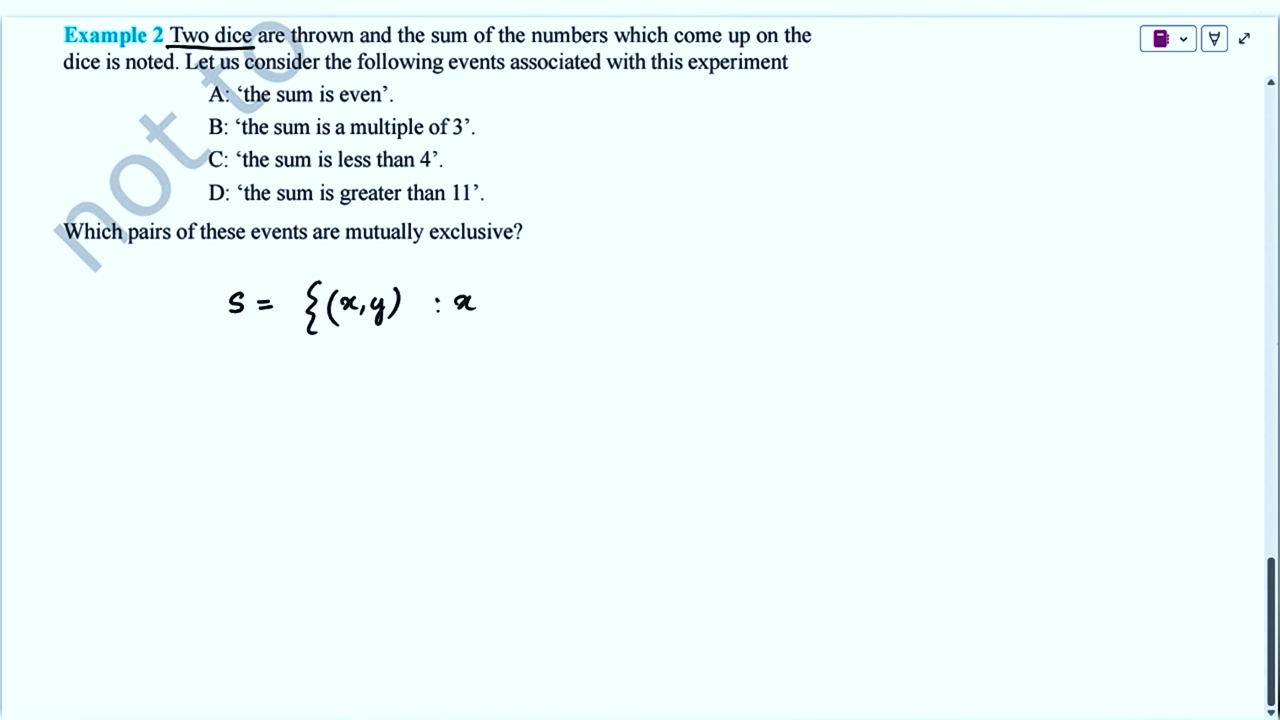 Example 2 Two dice are thrown and the sum of the numbers which come up on the
dice is noted. Let us consider the following events associated with this experiment
A: ‘the sum is even’.
B: ‘the sum is a multiple of 3’.
C: ‘the sum is less than 4’.
D: ‘the sum is greater than 11’.
Which pairs of these events are mutually exclusive?
not to
S = {(x,y) : x